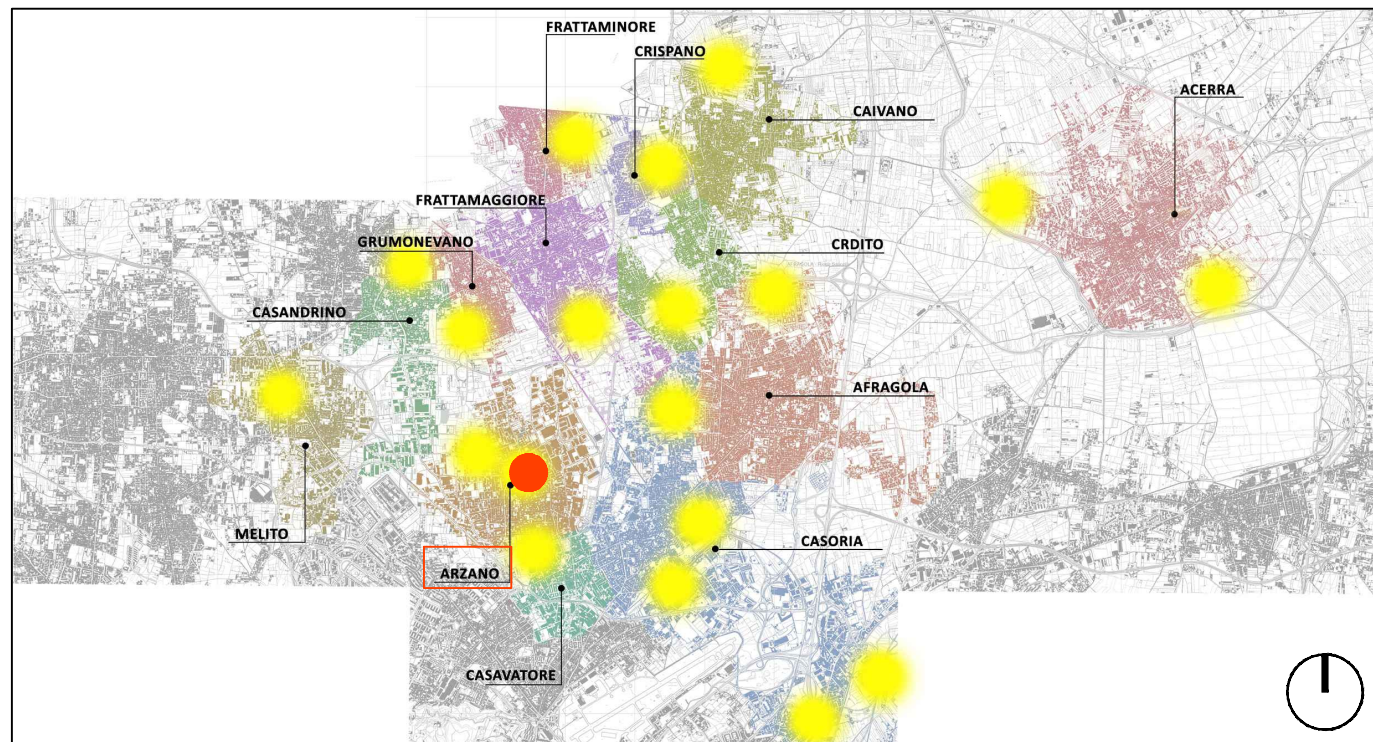 FRATTAMINORE
CRISPANO
ACERRA
CAIVANO
FRATTAMAGGIORE
GRUMONEVANO
CRDITO
CASANDRINO
AFRAGOLA
MELITO
CASORIA
ARZANO
CASAVATORE